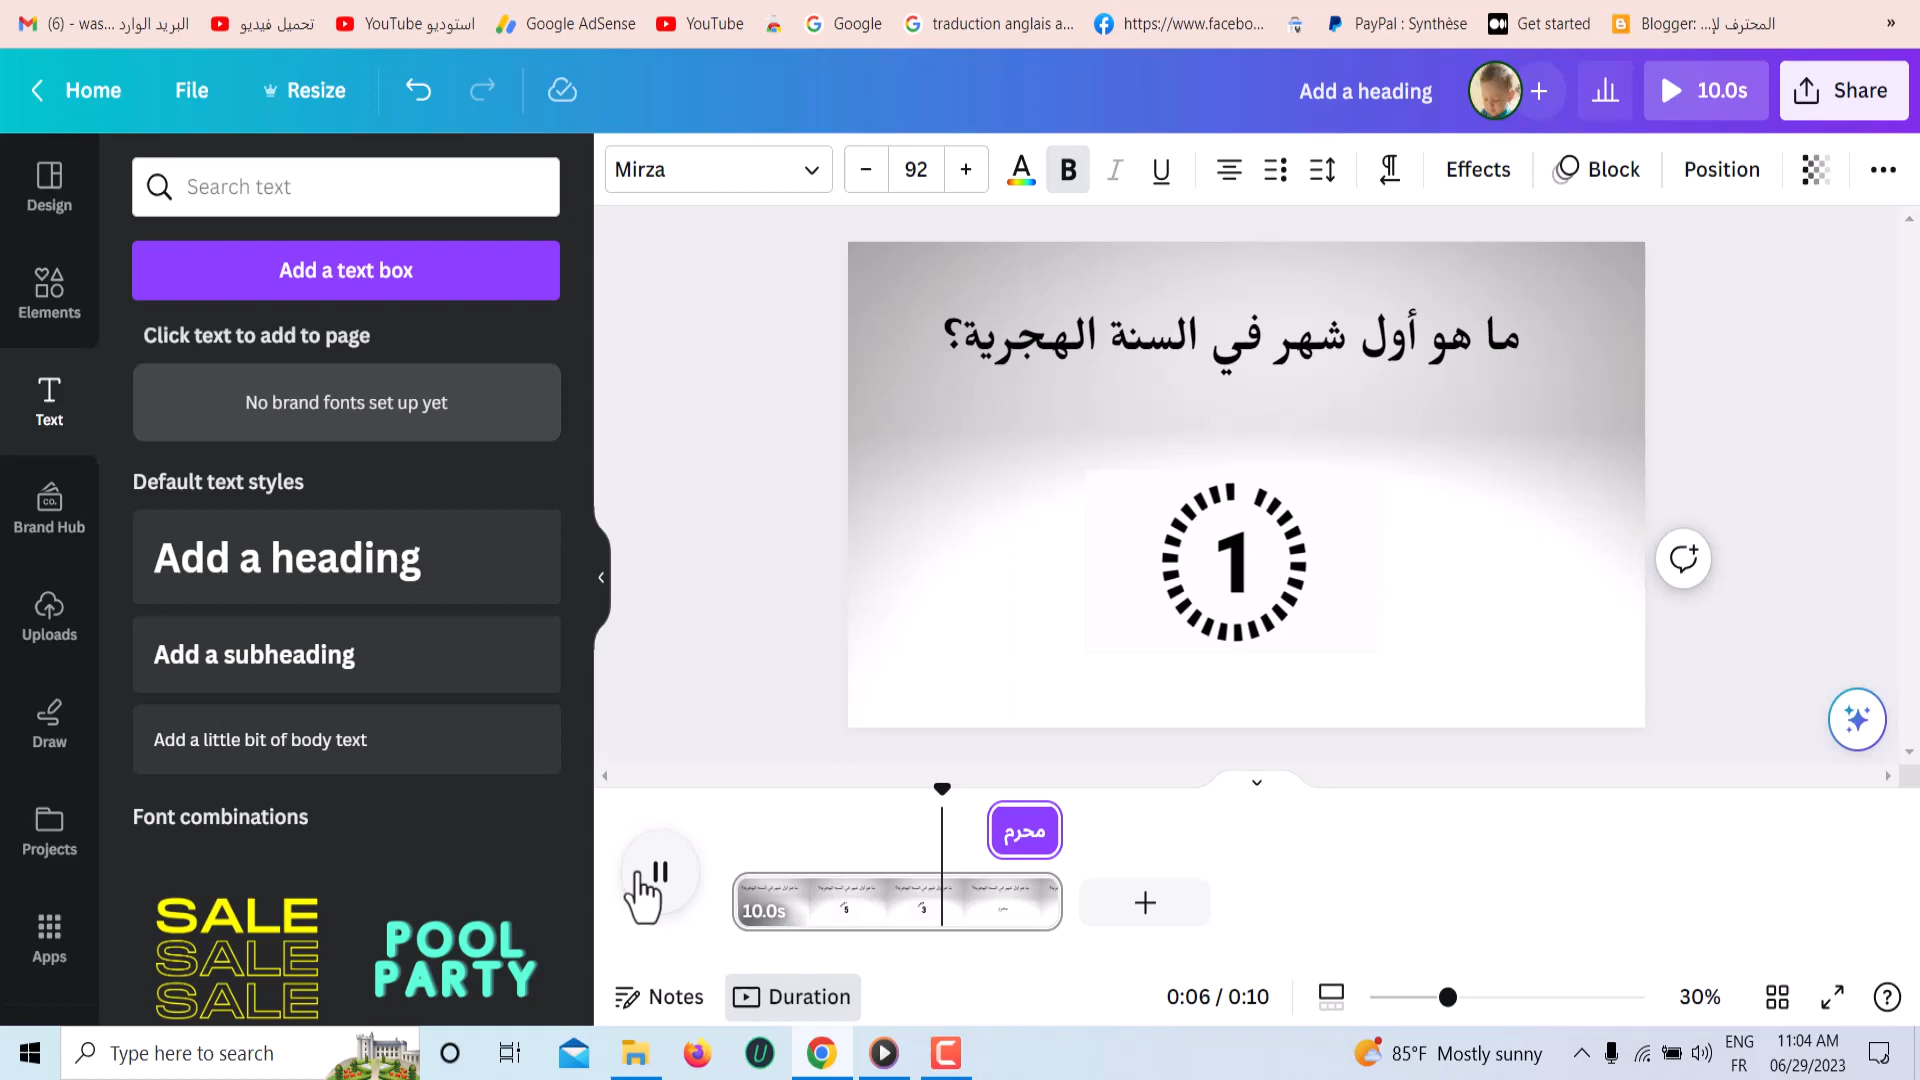 (6) - was... البريد الوارد
تحميل فيديو
استوديو YouTube
Google AdSense
YouTube
Google
traduction anglais a...
https://www.facebo...
PayPal : Synthèse
Get started
Blogger: ...المحترف لإ
»
Home
File
Resize
Add a heading
10.0s
Share
Design
Elements
Text
Brand Hub
Uploads
Draw
Projects
Apps
Search text
Add a text box
Click text to add to page
No brand fonts set up yet
Default text styles
Add a heading
Add a subheading
Add a little bit of body text
Font combinations
SALE
SALE
SALE
POOL
PARTY
Mirza
92
A
B
I
U
Effects
Block
Position
ما هو أول شهر في السنة الهجرية؟
1
محرم
10.0s
5
3
Notes
Duration
0:06 / 0:10
30%
Type here to search
85°F Mostly sunny
ENG
FR
11:04 AM
06/29/2023